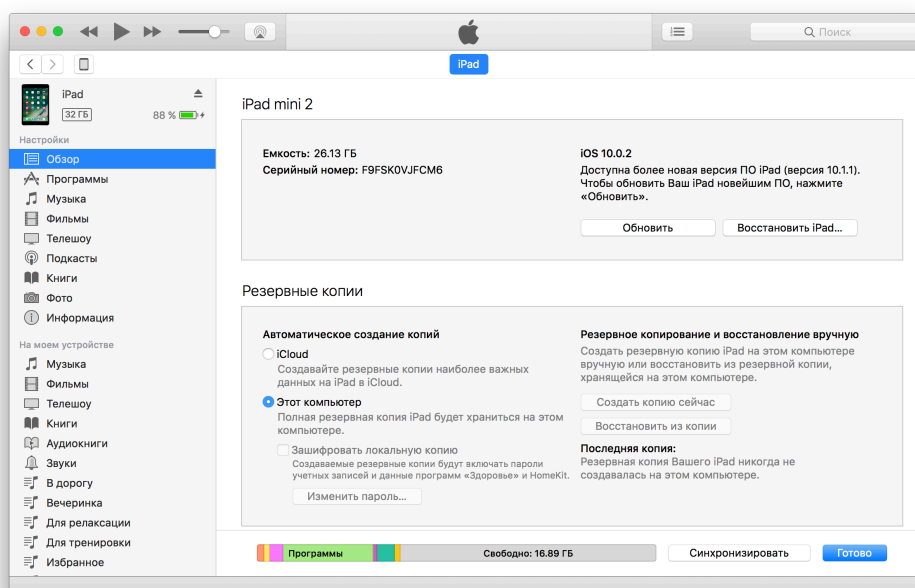 Поиск
iPad
iPad
32 ГБ
88 %
Настройки
Обзор
Программы
Музыка
Фильмы
Телешоу
Подкасты
Книги
Фото
Информация
На моем устройстве
Музыка
Фильмы
Телешоу
Книги
Аудиокниги
Звуки
В дорогу
Вечеринка
Для релаксации
Для тренировки
Избранное
iPad mini 2
Емкость: 26.13 ГБ
Серийный номер: F9FSK0VJFCM6
iOS 10.0.2
Доступна более новая версия ПО iPad (версия 10.1.1).
Чтобы обновить Ваш iPad новейшим ПО, нажмите
«Обновить».
Обновить
Восстановить iPad...
Резервные копии
Автоматическое создание копий
iCloud
Создавайте резервные копии наиболее важных
данных на iPad в iCloud.
Этот компьютер
Полная резервная копия iPad будет храниться на этом
компьютере.
Зашифровать локальную копию
Создаваемые резервные копии будут включать пароли
учетных записей и данные программ «Здоровье» и HomeKit.
Изменить пароль...
Резервное копирование и восстановление вручную
Создать резервную копию iPad на этом компьютере
вручную или восстановить из резервной копии,
хранящейся на этом компьютере.
Создать копию сейчас
Восстановить из копии
Последняя копия:
Резервная копия Вашего iPad никогда не
создавалась на этом компьютере.
Программы
Свободно: 16.89 ГБ
Синхронизировать
Готово